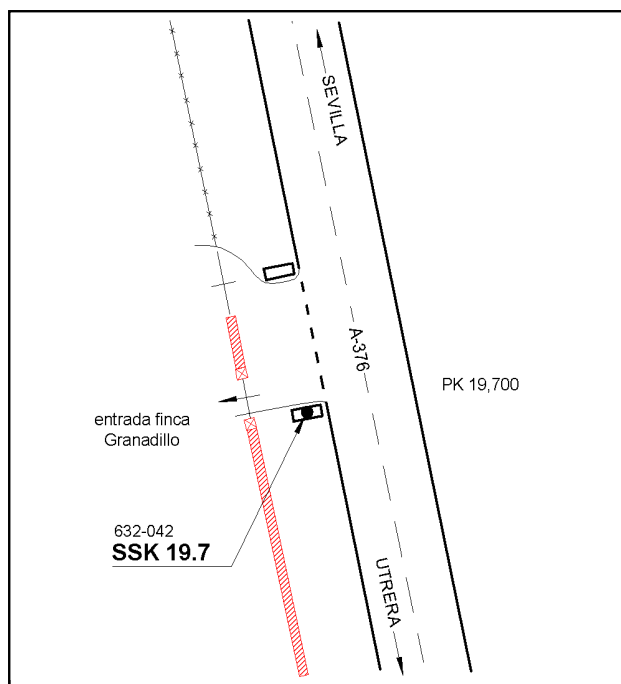 SEVILLA
A-376
PK 19,700
entrada finca
Granadillo
632-042
SSK 19.7
UTRERA